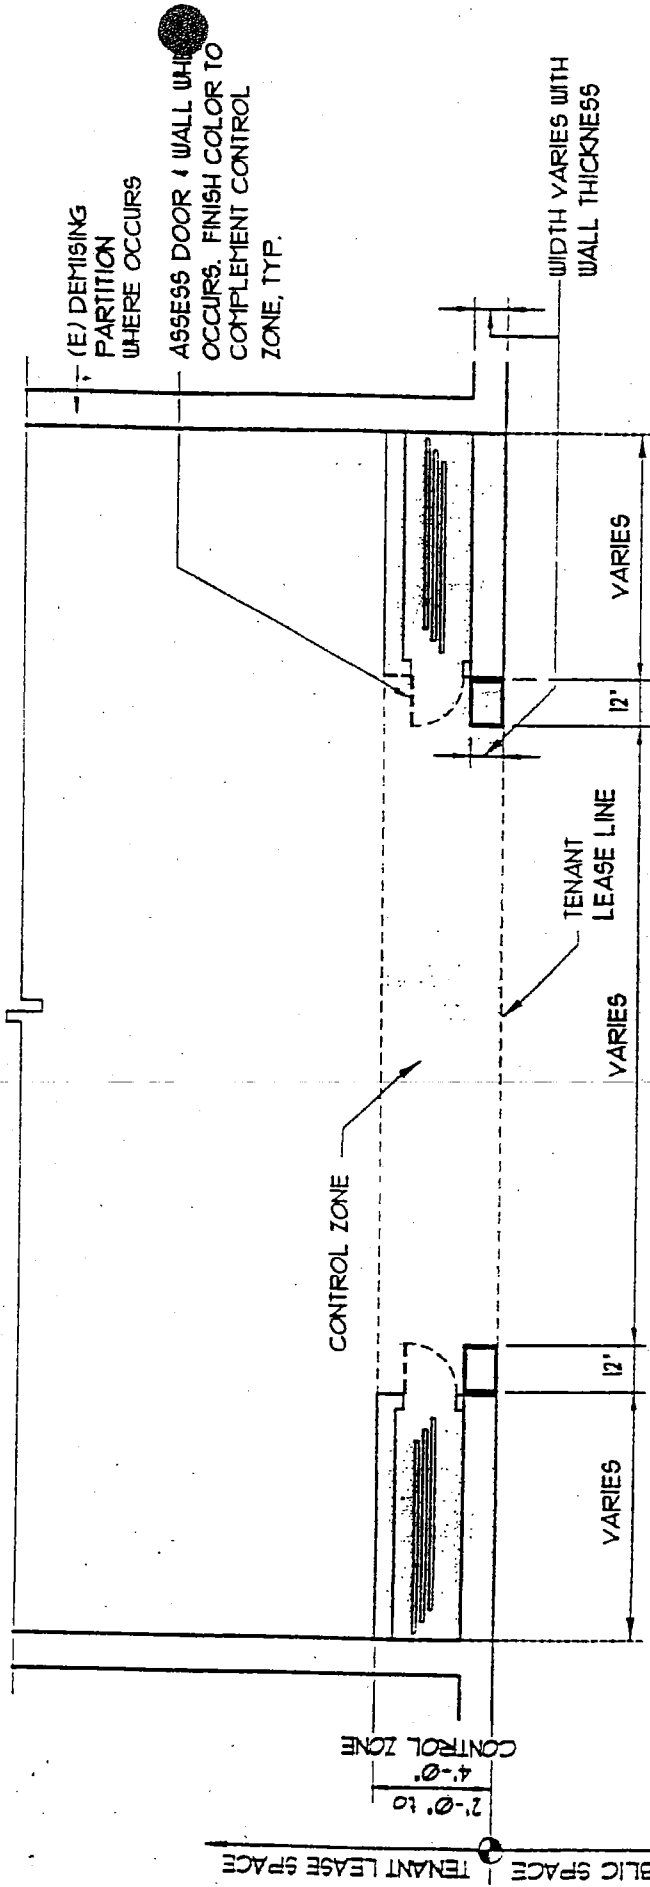 (E) DEMISING
PARTITION
WHERE OCCURS
ASSESS DOOR & WALL
OCCURS. FINISH COLOR TO
COMPLEMENT CONTROL
ZONE, TYP.
WIDTH VARIES WITH
WALL THICKNESS
CONTROL ZONE
TENANT
LEASE LINE
VARIES
12"
VARIES
12"
VARIES
2'-0" to
4'-0"
CONTROL ZONE
TENANT LEASE SPACE
BLIC SPACE